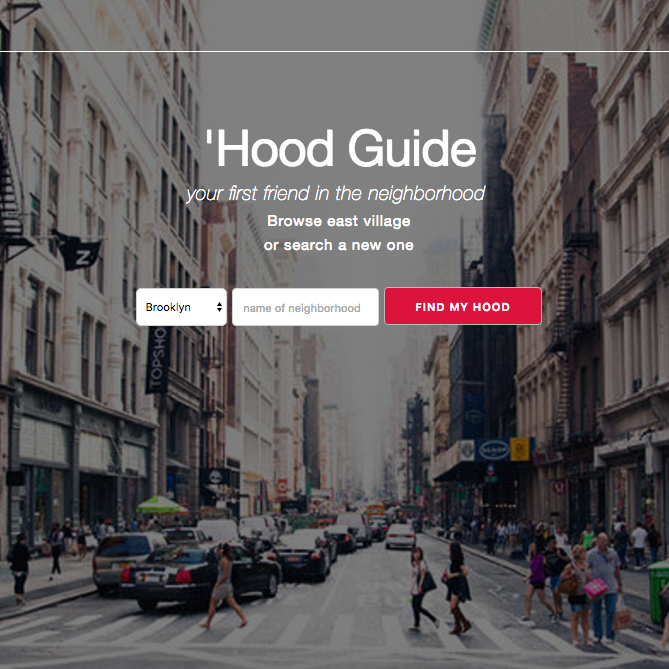 'Hood Guide
your first friend in the neighborhood
Browse east village
or search a new one
Brooklyn
name of neighborhood
FIND MY HOOD
N
TOPSHO